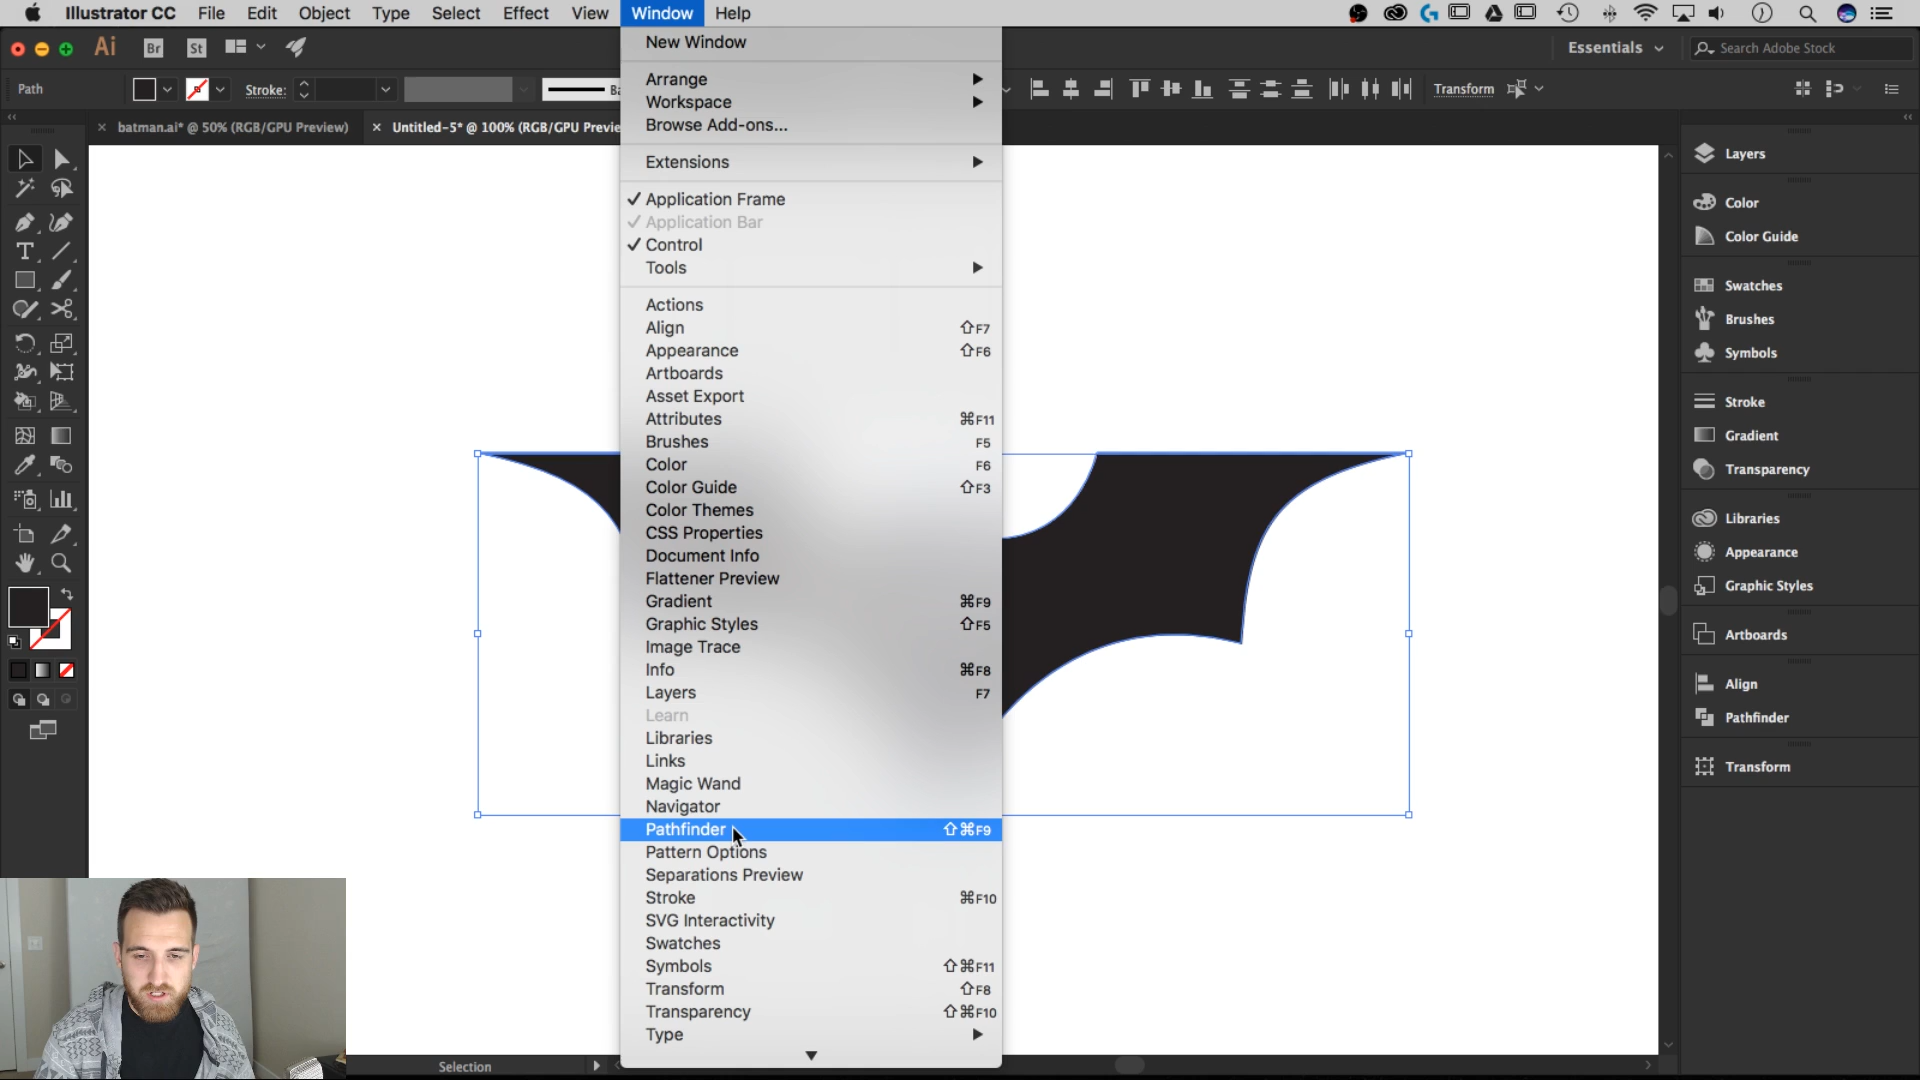 Illustrator CC File Edit Object Type Select Effect View Window Help
Ai Br St Essentials Search Adobe Stock
Path Stroke: Ba Transform
× batman.ai* @ 50% (RGB/GPU Preview) × Untitled-5* @ 100% (RGB/GPU Previe
New Window
Arrange
Workspace
Browse Add-ons...
Extensions
✓ Application Frame
✓ Application Bar
✓ Control
Tools
Actions
Align ⇧F7
Appearance ⇧F6
Artboards
Asset Export
Attributes ⌘F11
Brushes F5
Color F6
Color Guide ⇧F3
Color Themes
CSS Properties
Document Info
Flattener Preview
Gradient ⌘F9
Graphic Styles ⇧F5
Image Trace
Info ⌘F8
Layers F7
Learn
Libraries
Links
Magic Wand
Navigator
Pathfinder ⇧⌘F9
Pattern Options
Separations Preview
Stroke ⌘F10
SVG Interactivity
Swatches
Symbols ⇧⌘F11
Transform ⇧F8
Transparency ⇧⌘F10
Type
Layers
Color
Color Guide
Swatches
Brushes
Symbols
Stroke
Gradient
Transparency
Libraries
Appearance
Graphic Styles
Artboards
Align
Pathfinder
Transform
Selection